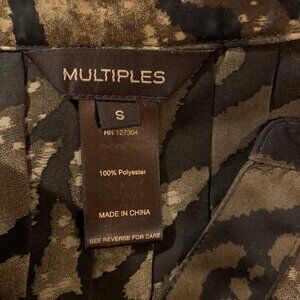 MULTIPLES
S
RN 127304
100% Polyester
MADE IN CHINA
SEE REVERSE FOR CARE